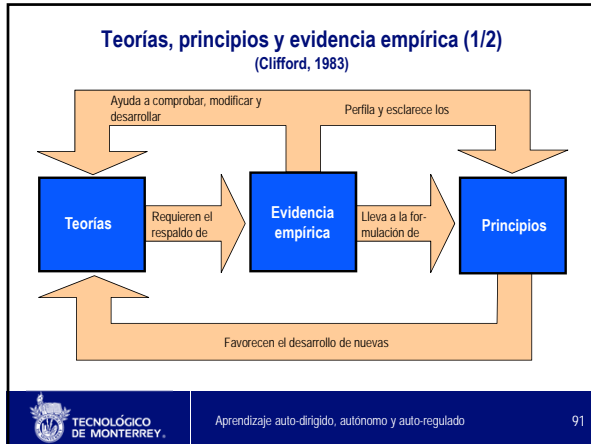 Teorías, principios y evidencia empírica (1/2)
(Clifford, 1983)
Ayuda a comprobar, modificar y
desarrollar
Perfila y esclarece los
Teorías
Requieren el
respaldo de
Evidencia
empírica
Lleva a la for-
mulación de
Principios
Favorecen el desarrollo de nuevas
TECNOLÓGICO
DE MONTERREY.
Aprendizaje auto-dirigido, autónomo y auto-regulado
91